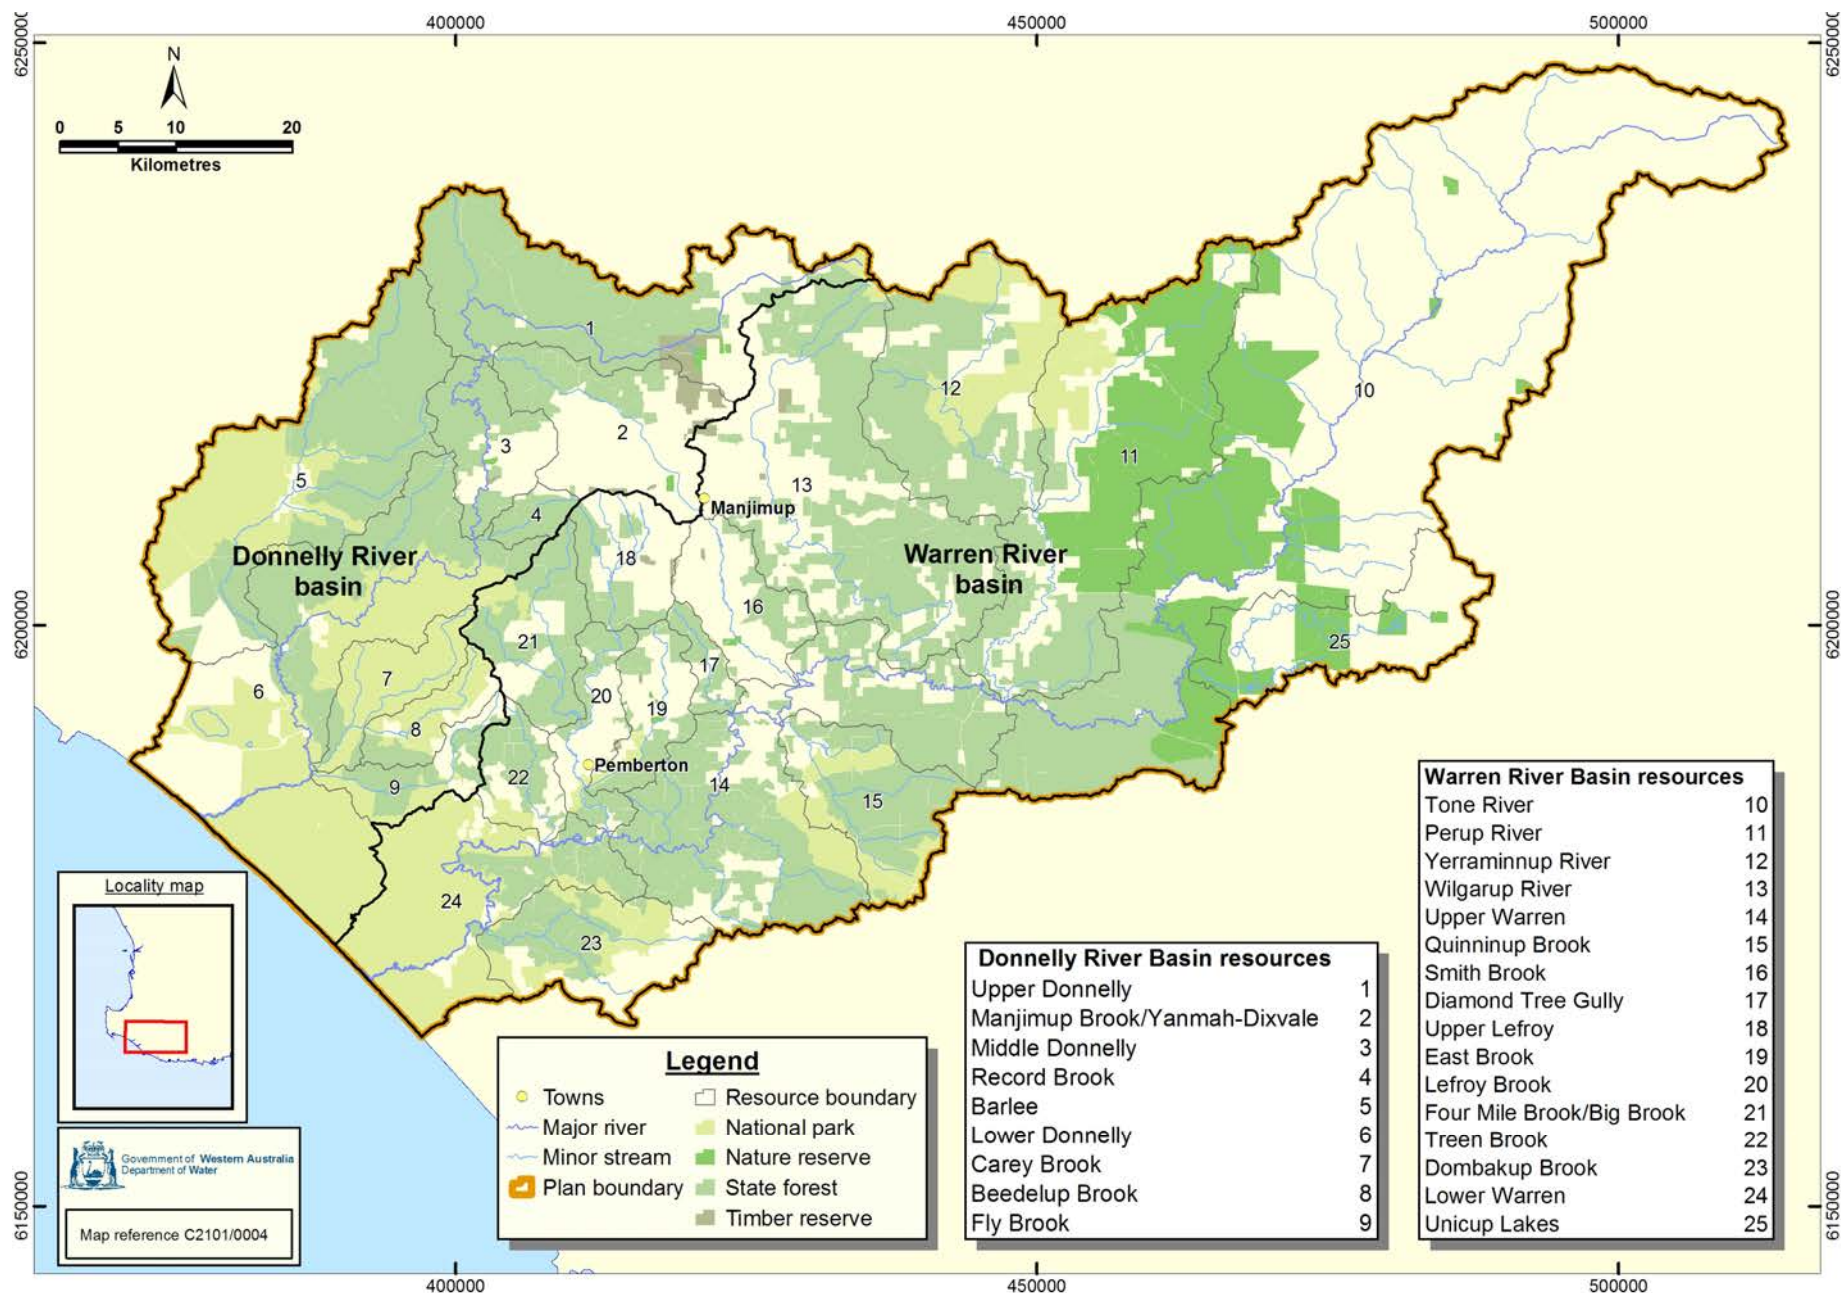 400000
450000
500000
6250000
6250000
N
0 5 10 20
Kilometres
1
12
10
2
3
11
5
13
Manjimup
4
Donnelly River
basin
18
Warren River
basin
16
21
25
17
7
6
20
19
8
Pemberton
22
9
14
15
24
23
6200000
6200000
Locality map
Government of Western Australia
Department of Water
Map reference C2101/0004
Legend
Towns
Major river
Minor stream
Plan boundary
Resource boundary
National park
Nature reserve
State forest
Timber reserve
Donnelly River Basin resources
Upper Donnelly 1
Manjimup Brook/Yanmah-Dixvale 2
Middle Donnelly 3
Record Brook 4
Barlee 5
Lower Donnelly 6
Carey Brook 7
Beedelup Brook 8
Fly Brook 9
Warren River Basin resources
Tone River 10
Perup River 11
Yerraminnup River 12
Wilgarup River 13
Upper Warren 14
Quinninup Brook 15
Smith Brook 16
Diamond Tree Gully 17
Upper Lefroy 18
East Brook 19
Lefroy Brook 20
Four Mile Brook/Big Brook 21
Treen Brook 22
Dombakup Brook 23
Lower Warren 24
Unicup Lakes 25
6150000
6150000
400000
450000
500000